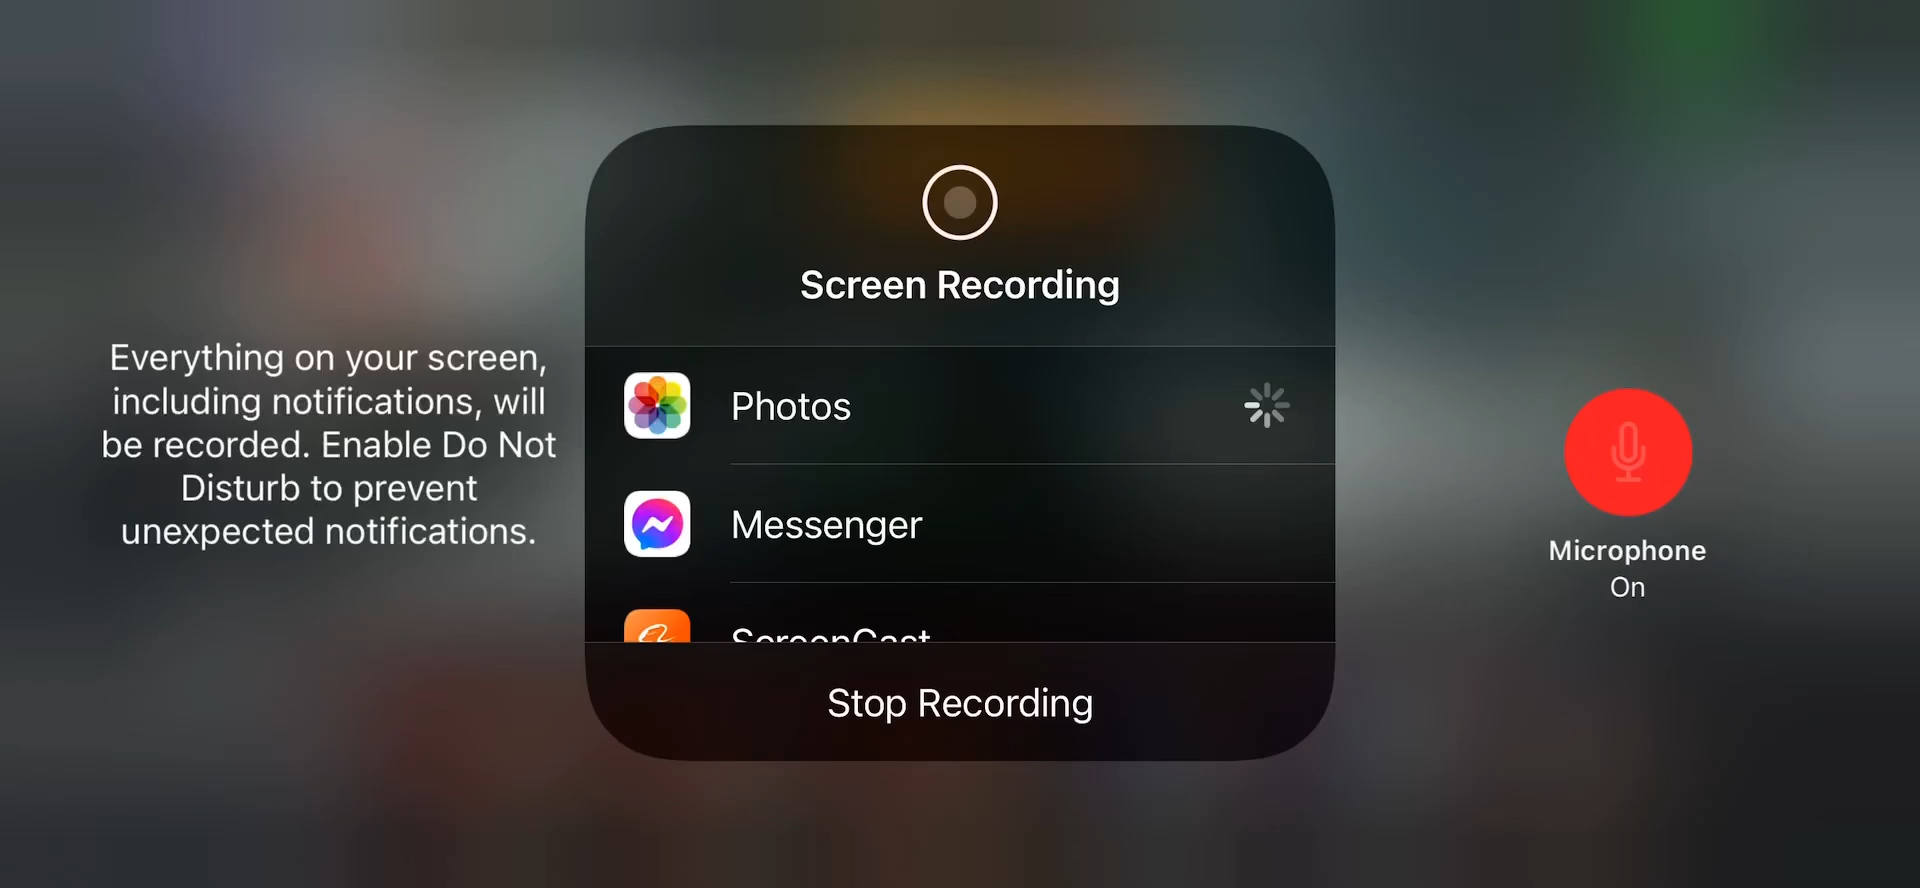 Screen Recording
Everything on your screen,
including notifications, will
be recorded. Enable Do Not
Disturb to prevent
unexpected notifications.
Photos
Messenger
ScreenCast
Stop Recording
Microphone
On